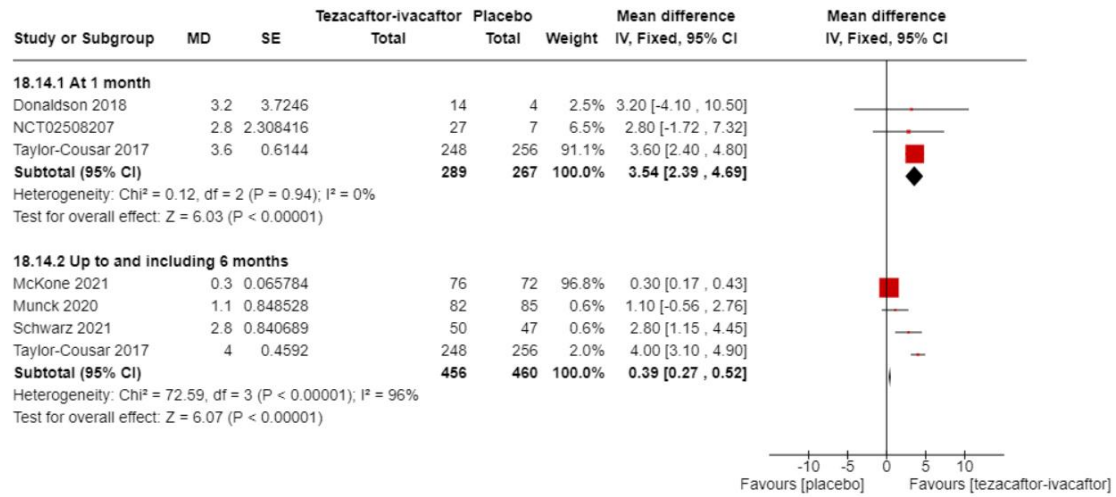 Tezacaftor-ivacaftor Placebo Mean difference Mean difference
Study or Subgroup MD SE Total Total Weight IV, Fixed, 95% CI IV, Fixed, 95% CI
18.14.1 At 1 month
Donaldson 2018 3.2 3.7246 14 4 2.5% 3.20 [-4.10 , 10.50]
NCT02508207 2.8 2.308416 27 7 6.5% 2.80 [-1.72 , 7.32]
Taylor-Cousar 2017 3.6 0.6144 248 256 91.1% 3.60 [2.40 , 4.80]
Subtotal (95% CI) 289 267 100.0% 3.54 [2.39 , 4.69]
Heterogeneity: Chi² = 0.12, df = 2 (P = 0.94); I² = 0%
Test for overall effect: Z = 6.03 (P < 0.00001)
18.14.2 Up to and including 6 months
McKone 2021 0.3 0.065784 76 72 96.8% 0.30 [0.17 , 0.43]
Munck 2020 1.1 0.848528 82 85 0.6% 1.10 [-0.56 , 2.76]
Schwarz 2021 2.8 0.840689 50 47 0.6% 2.80 [1.15 , 4.45]
Taylor-Cousar 2017 4 0.4592 248 256 2.0% 4.00 [3.10 , 4.90]
Subtotal (95% CI) 456 460 100.0% 0.39 [0.27 , 0.52]
Heterogeneity: Chi² = 72.59, df = 3 (P < 0.00001); I² = 96%
Test for overall effect: Z = 6.07 (P < 0.00001)
-10 -5 0 5 10
Favours [placebo] Favours [tezacaftor-ivacaftor]